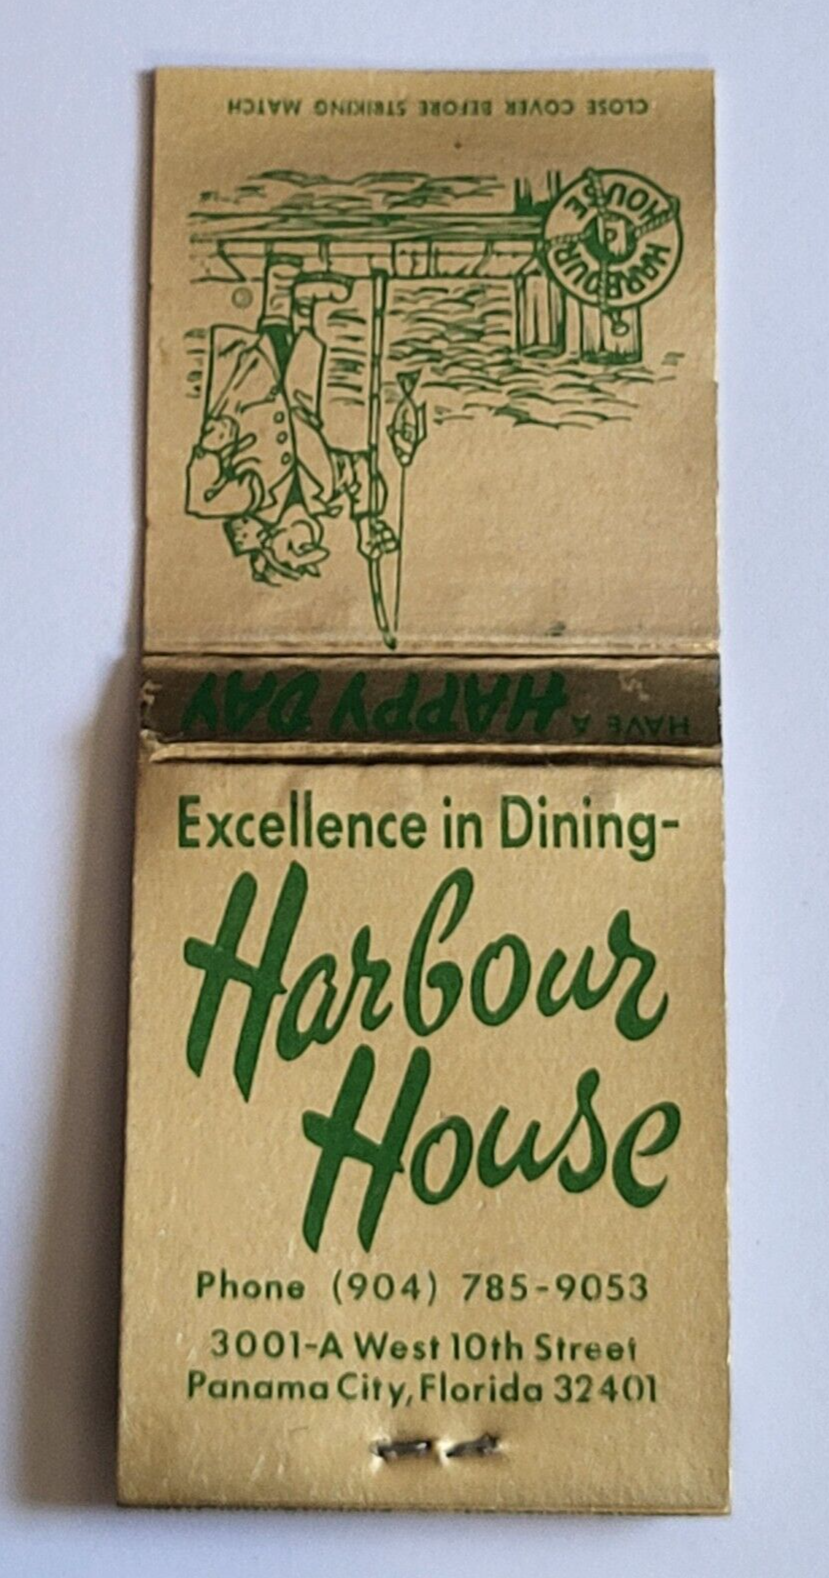 CLOSE COVER BEFORE STRIKING MATCH
HARBOUR
HOUSE
HAVE A HAPPY DAY
Excellence in Dining-
Harbour
House
Phone (904) 785-9053
3001-A West 10th Street
Panama City, Florida 32401